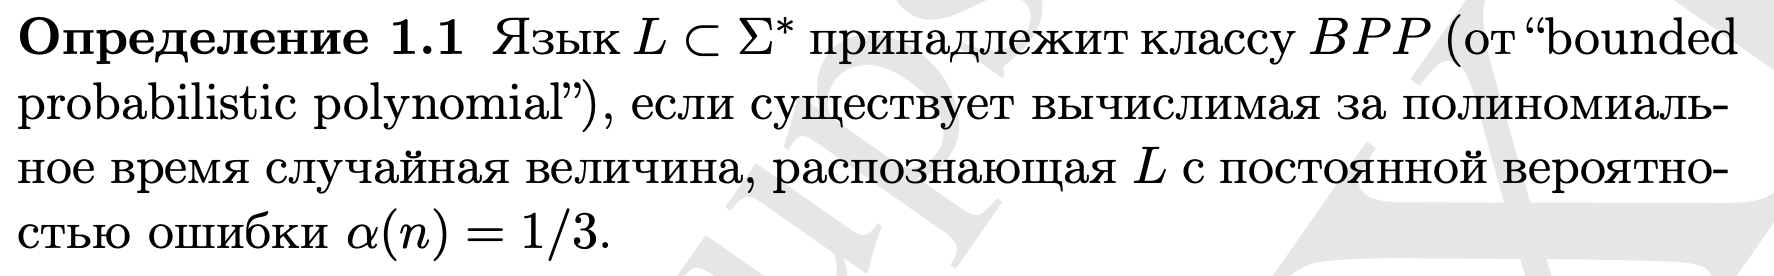 Определение 1.1 Язык L ⊂ Σ* принадлежит классу BPP (от “bounded
probabilistic polynomial”), если существует вычислимая за полиномиаль-
ное время случайная величина, распознающая L с постоянной вероятно-
стью ошибки α(n) = 1/3.